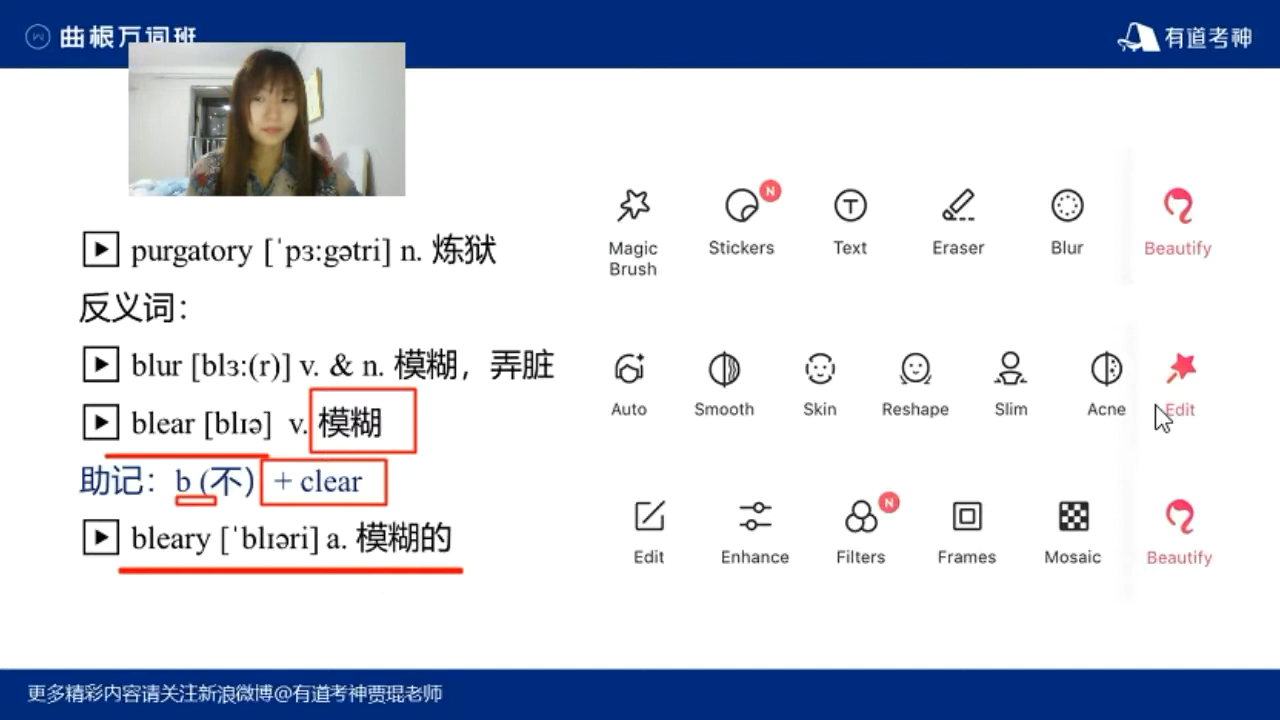 曲根万词班
有道考神
purgatory [ˈpɜ:gətri] n. 炼狱
反义词：
blur [blɜ:(r)] v. & n. 模糊，弄脏
blear [blɪə] v. 模糊
助记：b (不) + clear
bleary [ˈblɪəri] a. 模糊的
Magic Brush
Stickers
N
Text
Eraser
Blur
Beautify
Auto
Smooth
Skin
Reshape
Slim
Acne
Edit
Edit
Enhance
Filters
N
Frames
Mosaic
Beautify
更多精彩内容请关注新浪微博@有道考神贾琨老师